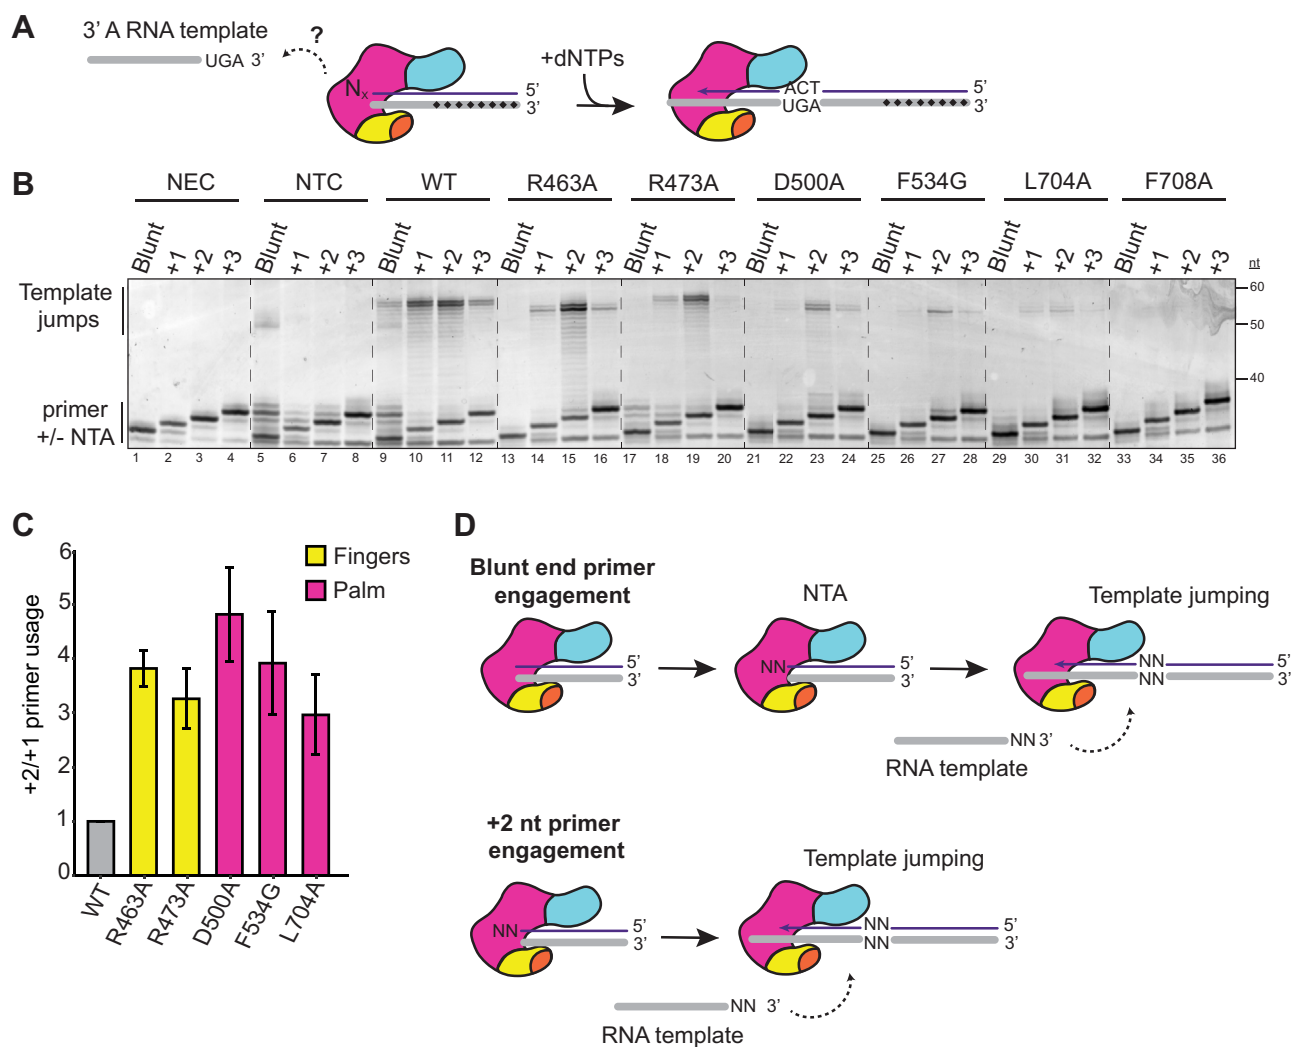 A
3’ A RNA template
UGA 3’
?
Nx
5’
3’
+dNTPs
ACT
UGA
5’
3’
B
NEC NTC WT R463A R473A D500A F534G L704A F708A
Blunt +1 +2 +3 Blunt +1 +2 +3 Blunt +1 +2 +3 Blunt +1 +2 +3 Blunt +1 +2 +3 Blunt +1 +2 +3 Blunt +1 +2 +3 Blunt +1 +2 +3 Blunt +1 +2 +3
nt
Template
jumps
60
50
40
primer
+/- NTA
1 2 3 4 5 6 7 8 9 10 11 12 13 14 15 16 17 18 19 20 21 22 23 24 25 26 27 28 29 30 31 32 33 34 35 36
C
+2/+1 primer usage
6
5
4
3
2
1
0
Fingers
Palm
WT R463A R473A D500A F534G L704A
D
Blunt end primer
engagement
5’
3’
NTA
NN
5’
3’
Template jumping
NN
NN
5’
3’
NN 3’
RNA template
+2 nt primer
engagement
NN
5’
3’
Template jumping
NN
NN
5’
3’
NN 3’
RNA template